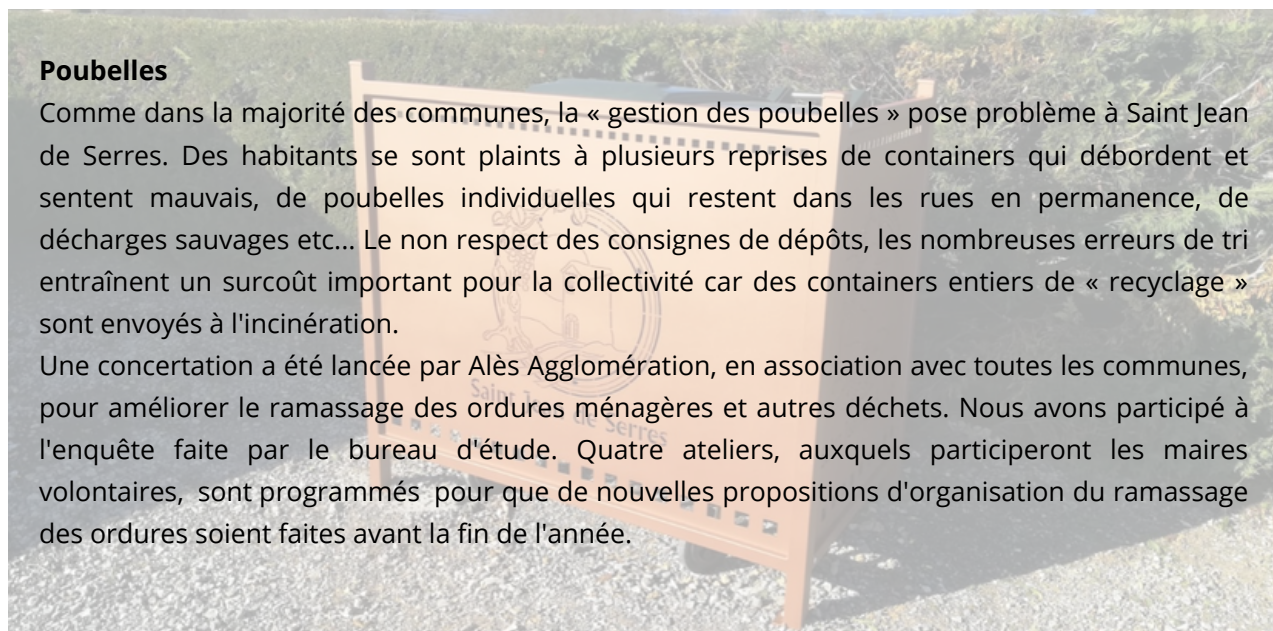 Poubelles
Comme dans la majorité des communes, la « gestion des poubelles » pose problème à Saint Jean
de Serres. Des habitants se sont plaints à plusieurs reprises de containers qui débordent et
sentent mauvais, de poubelles individuelles qui restent dans les rues en permanence, de
décharges sauvages etc... Le non respect des consignes de dépôts, les nombreuses erreurs de tri
entraînent un surcoût important pour la collectivité car des containers entiers de « recyclage »
sont envoyés à l'incinération.
Une concertation a été lancée par Alès Agglomération, en association avec toutes les communes,
pour améliorer le ramassage des ordures ménagères et autres déchets. Nous avons participé à
l'enquête faite par le bureau d'étude. Quatre ateliers, auxquels participeront les maires
volontaires, sont programmés pour que de nouvelles propositions d'organisation du ramassage
des ordures soient faites avant la fin de l'année.
Saint Jean de Serres